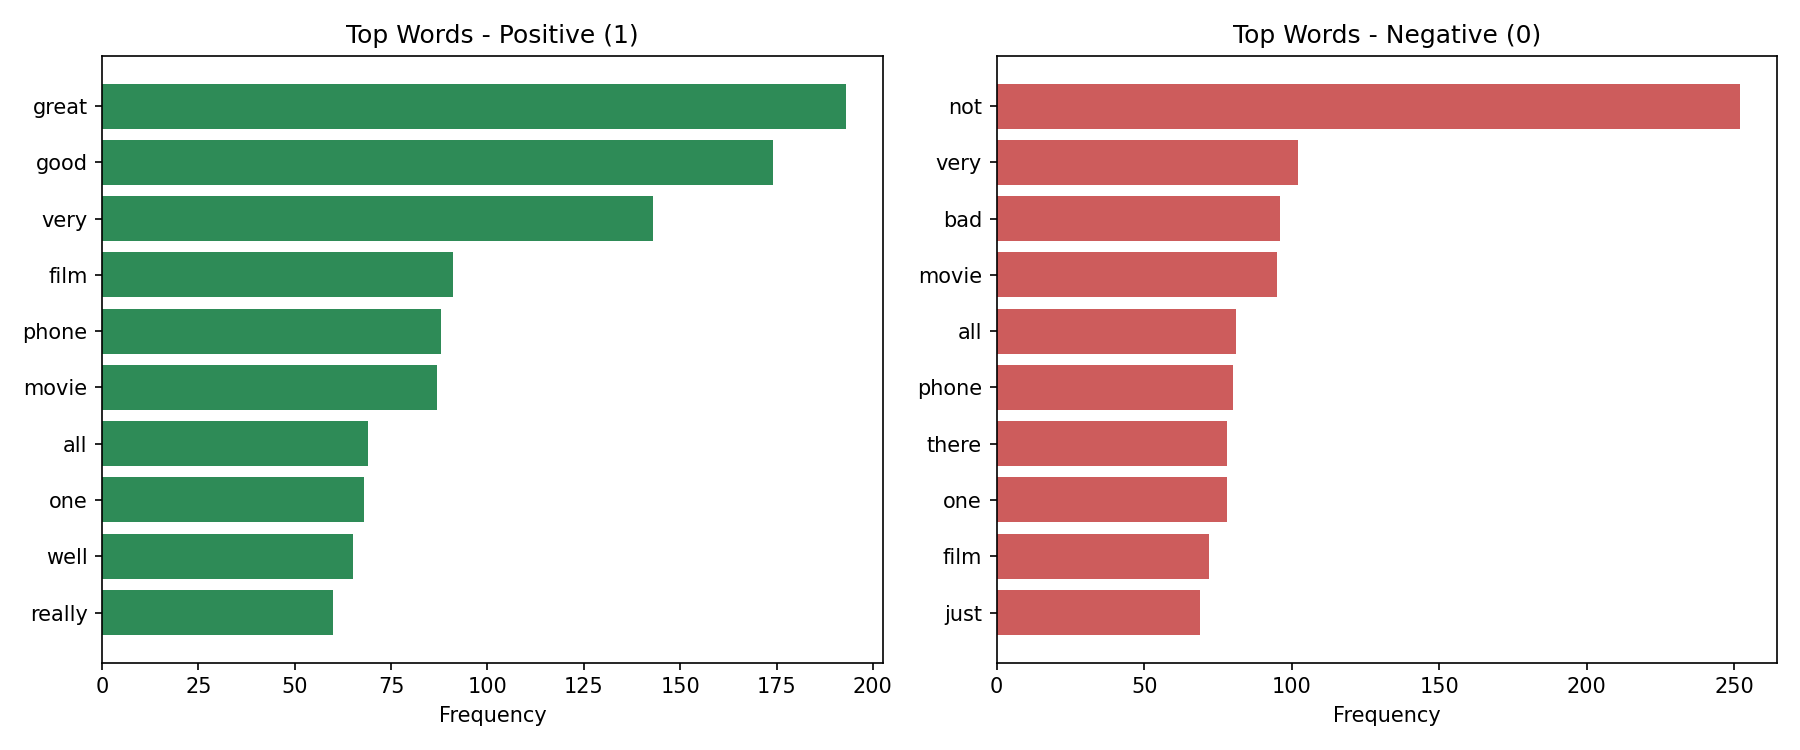 Top Words - Positive (1)
great
good
very
film
phone
movie
all
one
well
really
0 25 50 75 100 125 150 175 200
Frequency
Top Words - Negative (0)
not
very
bad
movie
all
phone
there
one
film
just
0 50 100 150 200 250
Frequency